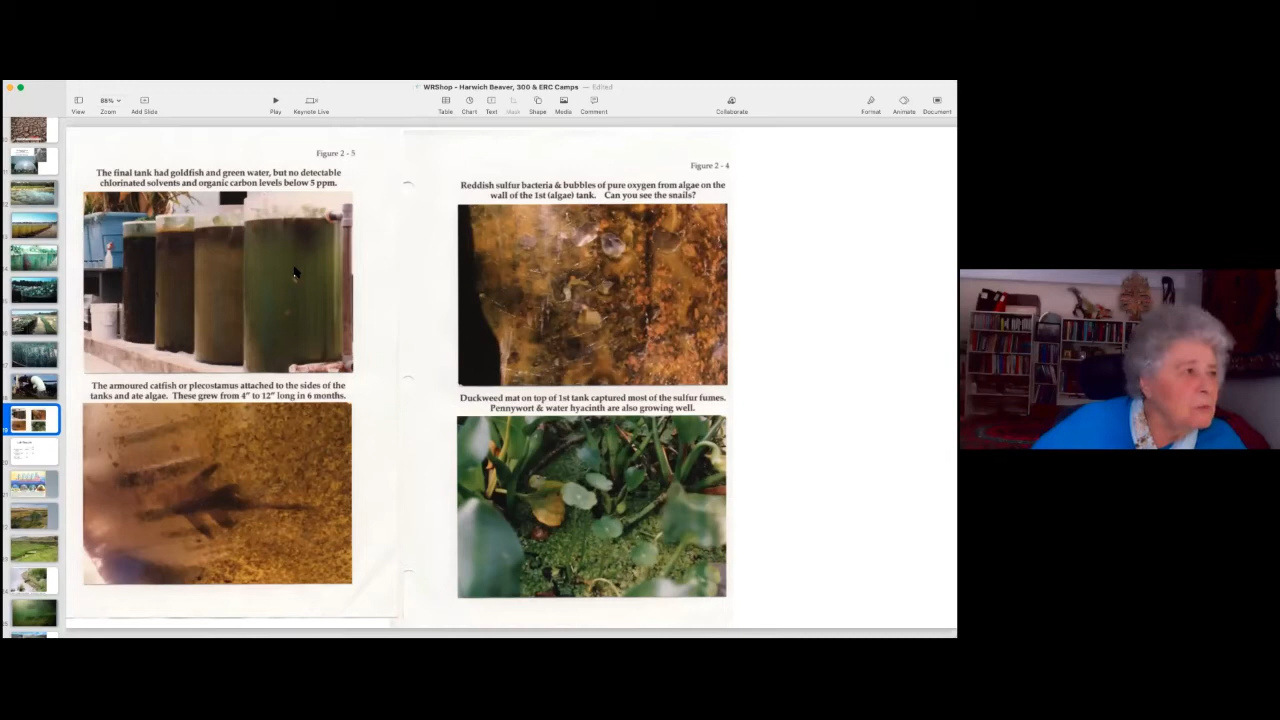 WRShop - Harwich Beaver, 300 & ERC Camps — Edited
88%
View Zoom Add Slide Play Keynote Live Table Chart Text Mask Shape Media Comment Collaborate Format Animate Document
Figure 2 - 5
The final tank had goldfish and green water, but no detectable
chlorinated solvents and organic carbon levels below 5 ppm.
The armoured catfish or plecostamus attached to the sides of the
tanks and ate algae. These grew from 4" to 12" long in 6 months.
Figure 2 - 4
Reddish sulfur bacteria & bubbles of pure oxygen from algae on the
wall of the 1st (algae) tank. Can you see the snails?
Duckweed mat on top of 1st tank captured most of the sulfur fumes.
Pennywort & water hyacinth are also growing well.